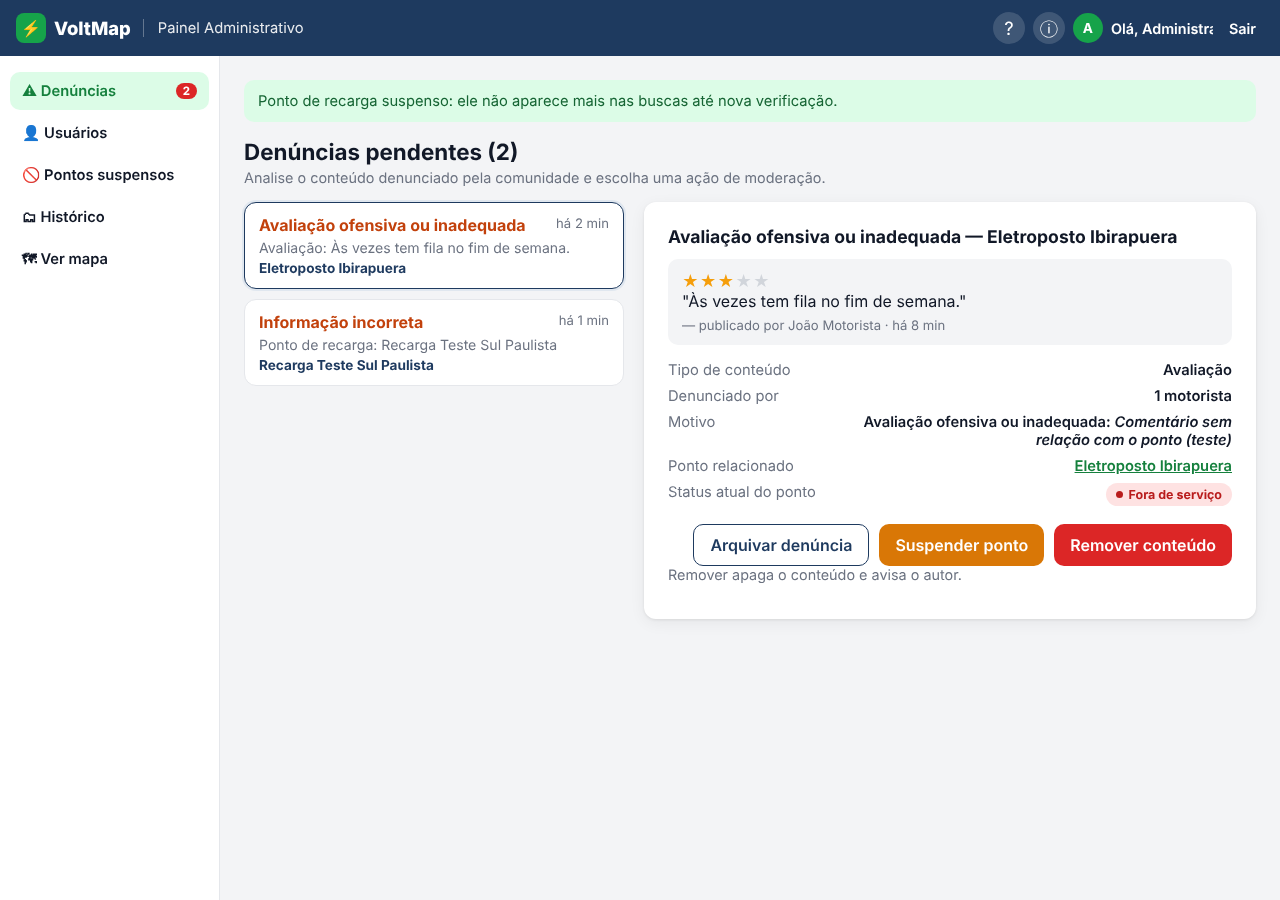 VoltMap
Painel Administrativo
?
i
A
Olá, Administra
Sair
Denúncias
2
Usuários
Pontos suspensos
Histórico
Ver mapa
Ponto de recarga suspenso: ele não aparece mais nas buscas até nova verificação.
Denúncias pendentes (2)
Analise o conteúdo denunciado pela comunidade e escolha uma ação de moderação.
Avaliação ofensiva ou inadequada
há 2 min
Avaliação: Às vezes tem fila no fim de semana.
Eletroposto Ibirapuera
Informação incorreta
há 1 min
Ponto de recarga: Recarga Teste Sul Paulista
Recarga Teste Sul Paulista
Avaliação ofensiva ou inadequada — Eletroposto Ibirapuera
★★★★★
"Às vezes tem fila no fim de semana."
— publicado por João Motorista · há 8 min
Tipo de conteúdo
Avaliação
Denunciado por
1 motorista
Motivo
Avaliação ofensiva ou inadequada: Comentário sem
relação com o ponto (teste)
Ponto relacionado
Eletroposto Ibirapuera
Status atual do ponto
Fora de serviço
Arquivar denúncia
Suspender ponto
Remover conteúdo
Remover apaga o conteúdo e avisa o autor.